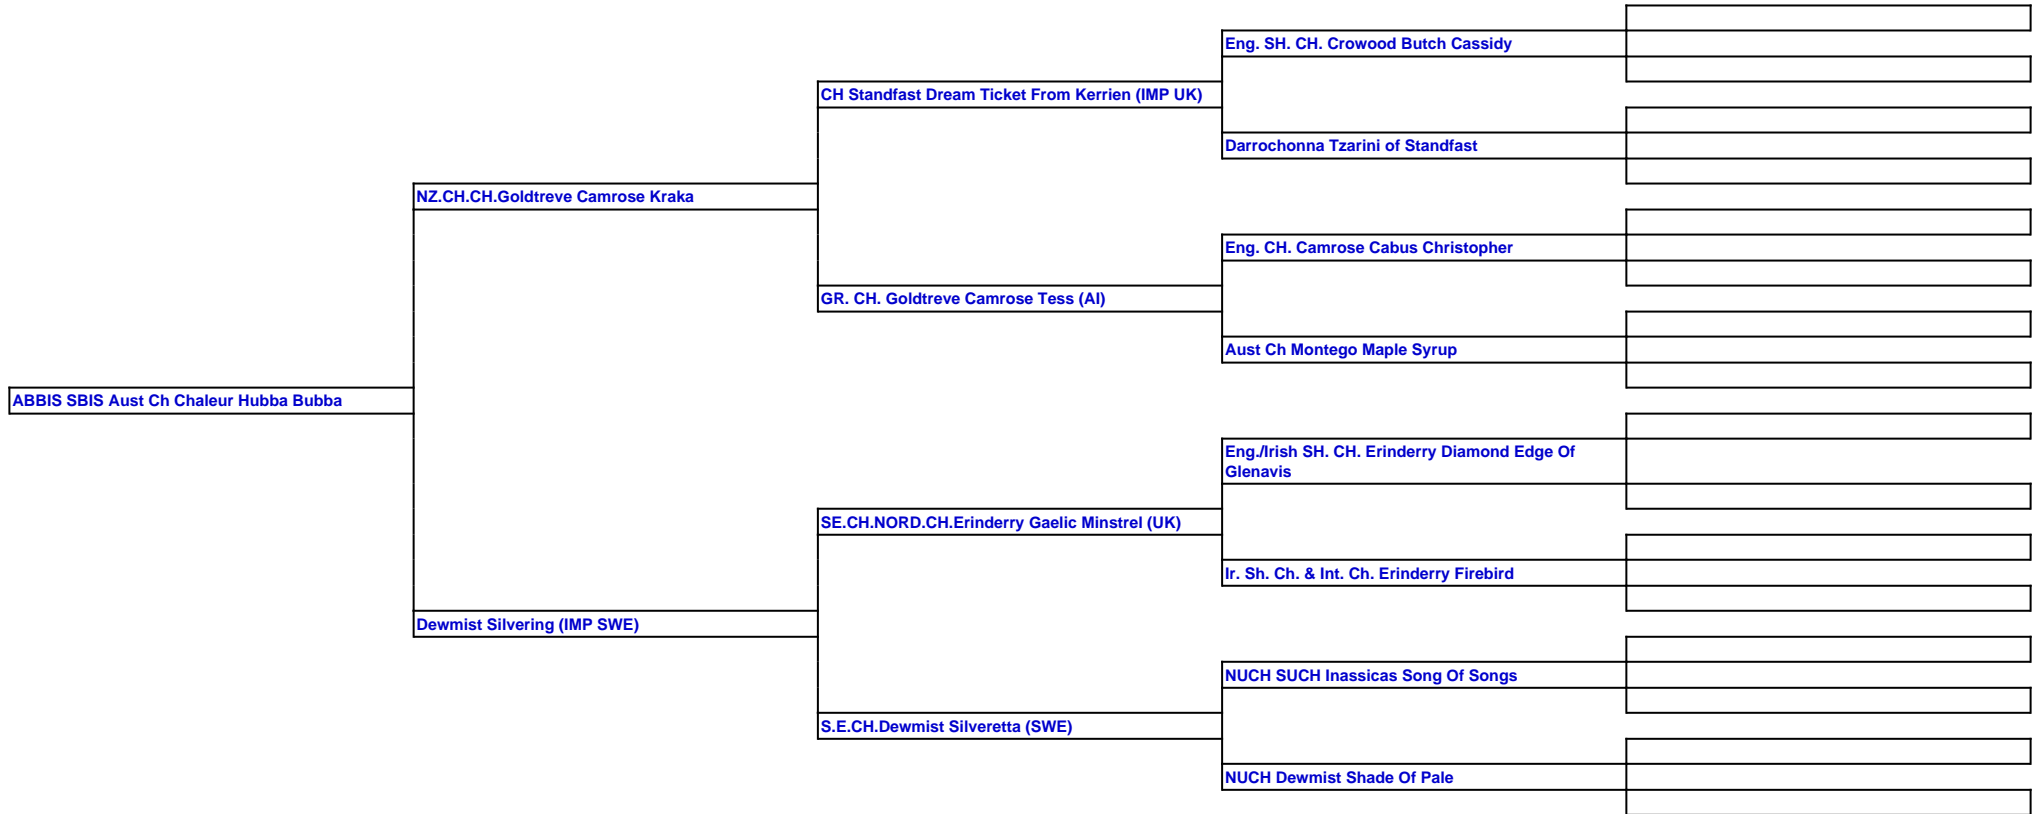 Eng. SH. CH. Crowood Butch Cassidy
CH Standfast Dream Ticket From Kerrien (IMP UK)
Darrochonna Tzarini of Standfast
NZ.CH.CH.Goldtreve Camrose Kraka
Eng. CH. Camrose Cabus Christopher
GR. CH. Goldtreve Camrose Tess (AI)
Aust Ch Montego Maple Syrup
ABBIS SBIS Aust Ch Chaleur Hubba Bubba
Eng./Irish SH. CH. Erinderry Diamond Edge Of
Glenavis
SE.CH.NORD.CH.Erinderry Gaelic Minstrel (UK)
Ir. Sh. Ch. & Int. Ch. Erinderry Firebird
Dewmist Silvering (IMP SWE)
NUCH SUCH Inassicas Song Of Songs
S.E.CH.Dewmist Silveretta (SWE)
NUCH Dewmist Shade Of Pale